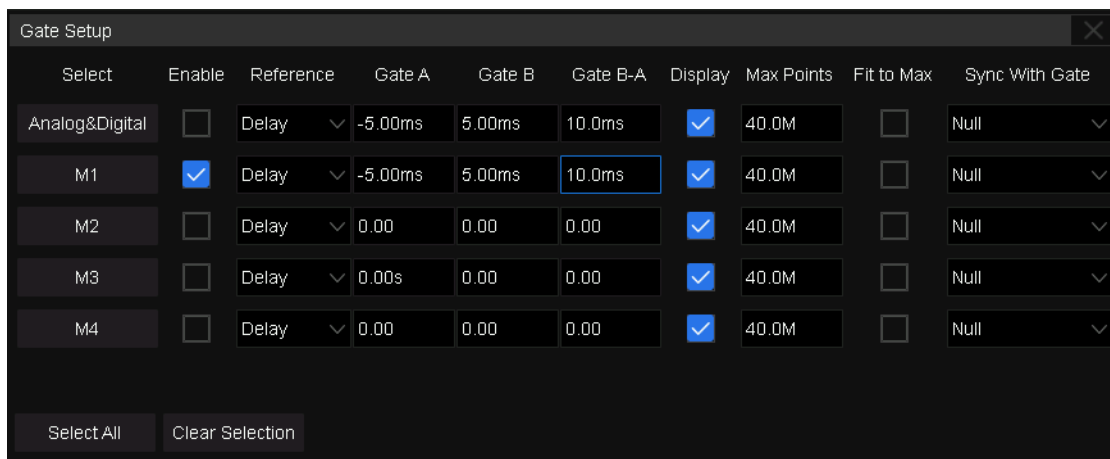 Gate Setup
Select Enable Reference Gate A Gate B Gate B-A Display Max Points Fit to Max Sync With Gate
Analog&Digital Delay -5.00ms 5.00ms 10.0ms 40.0M Null
M1 Delay -5.00ms 5.00ms 10.0ms 40.0M Null
M2 Delay 0.00 0.00 0.00 40.0M Null
M3 Delay 0.00s 0.00 0.00 40.0M Null
M4 Delay 0.00 0.00 0.00 40.0M Null
Select All Clear Selection